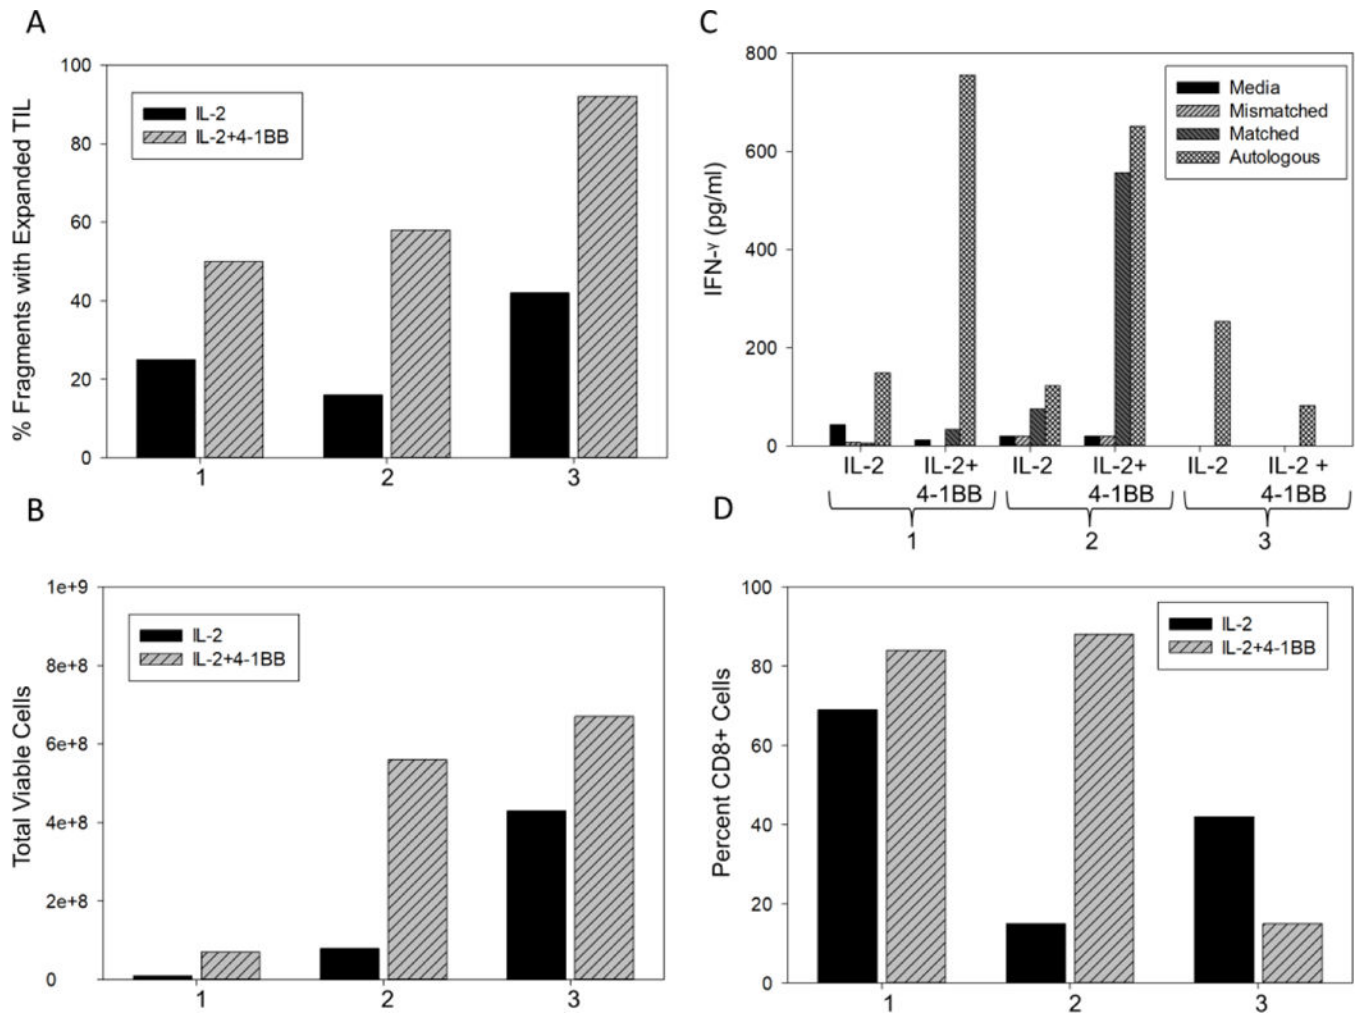 A
% Fragments with Expanded TIL
100
80
60
40
20
0
IL-2
IL-2+4-1BB
1
2
3
C
IFN-γ (pg/ml)
800
600
400
200
0
Media
Mismatched
Matched
Autologous
IL-2
IL-2+
4-1BB
IL-2
IL-2+
4-1BB
IL-2
IL-2 +
4-1BB
1
2
3
B
Total Viable Cells
1e+9
8e+8
6e+8
4e+8
2e+8
0
IL-2
IL-2+4-1BB
1
2
3
D
Percent CD8+ Cells
100
80
60
40
20
0
IL-2
IL-2+4-1BB
1
2
3